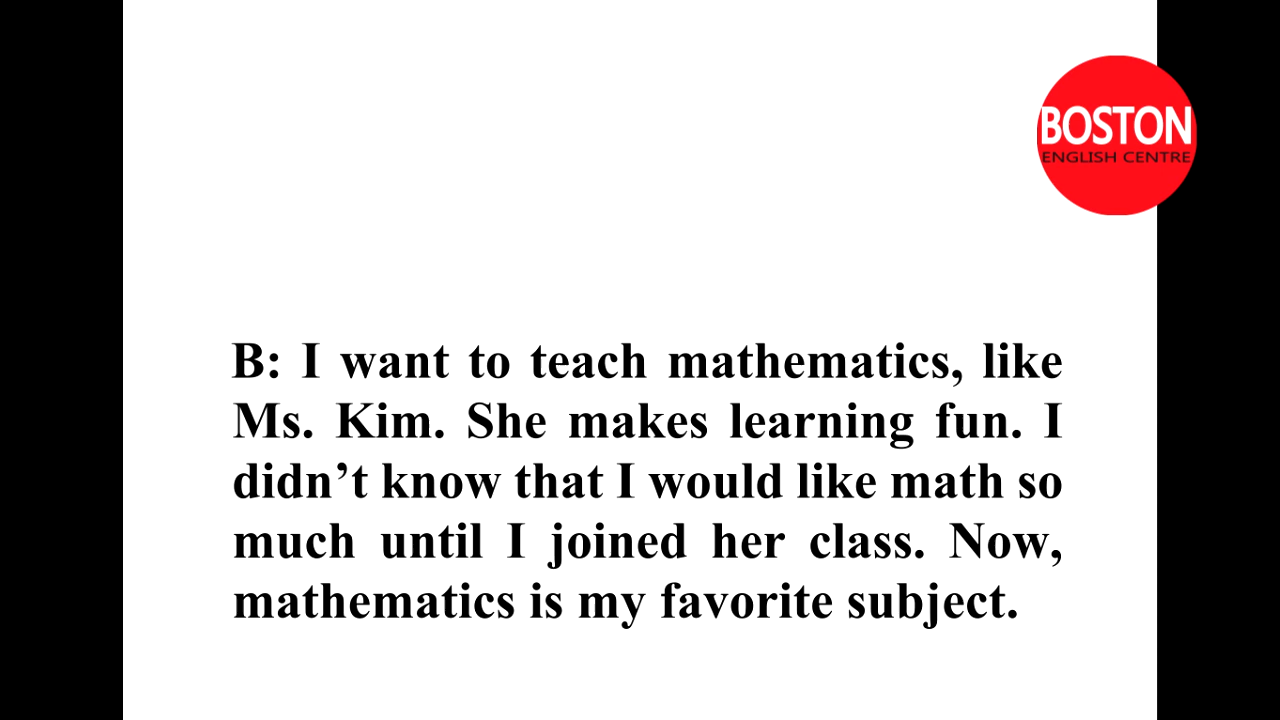 BOSTON
ENGLISH CENTRE
B: I want to teach mathematics, like
Ms. Kim. She makes learning fun. I
didn’t know that I would like math so
much until I joined her class. Now,
mathematics is my favorite subject.